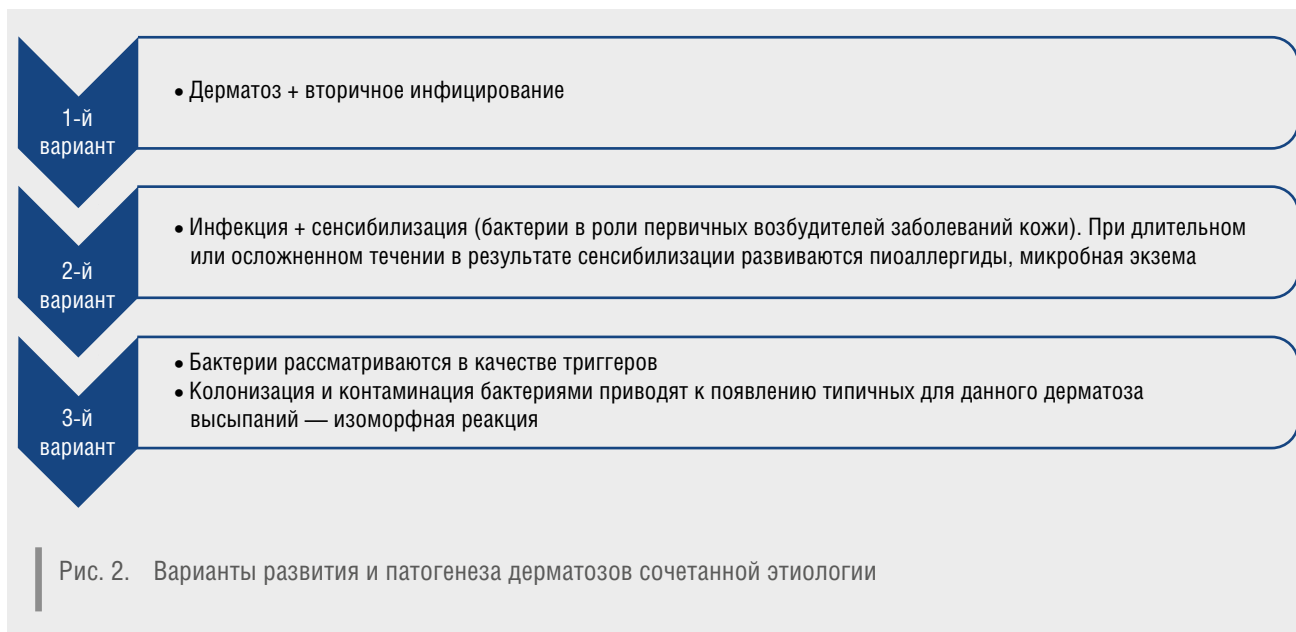 1-й
вариант
• Дерматоз + вторичное инфицирование
2-й
вариант
• Инфекция + сенсибилизация (бактерии в роли первичных возбудителей заболеваний кожи). При длительном
или осложненном течении в результате сенсибилизации развиваются пиоаллергиды, микробная экзема
3-й
вариант
• Бактерии рассматриваются в качестве триггеров
• Колонизация и контаминация бактериями приводят к появлению типичных для данного дерматоза
высыпаний — изоморфная реакция
Рис. 2. Варианты развития и патогенеза дерматозов сочетанной этиологии